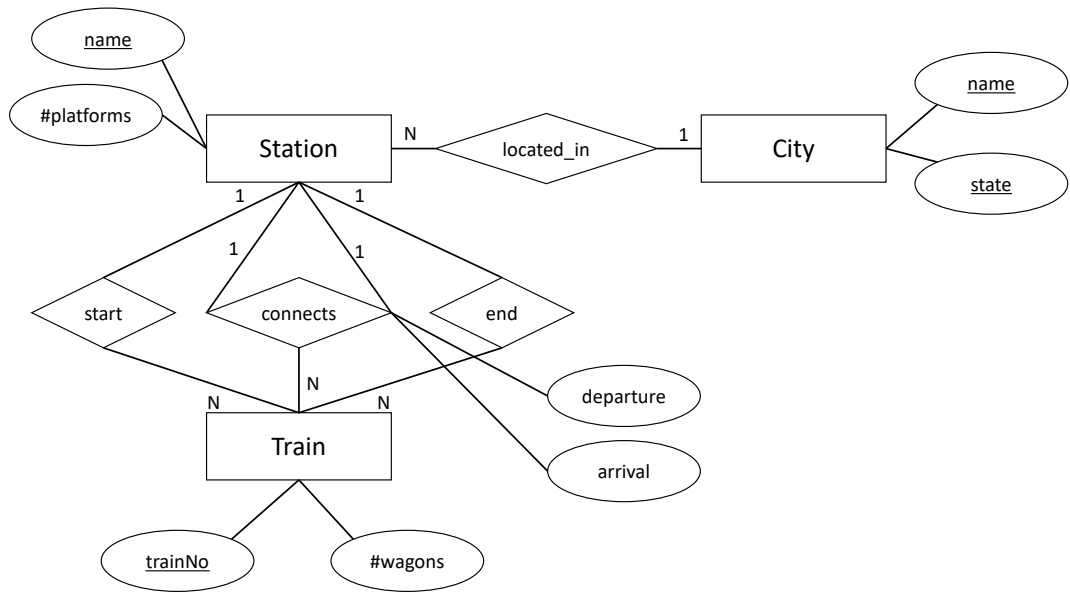 name
#platforms
Station
N
located_in
1
City
name
state
1
1
1
1
start
connects
end
N
N
N
departure
arrival
Train
trainNo
#wagons